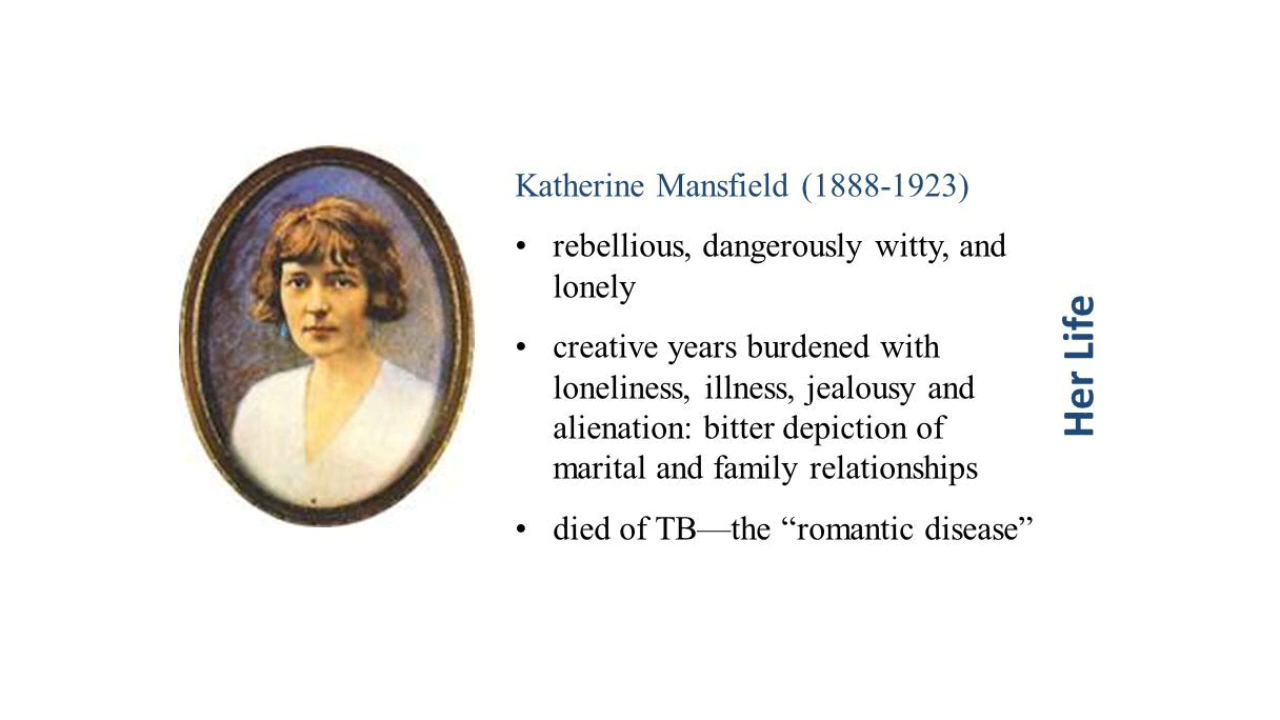 Katherine Mansfield (1888-1923)
• rebellious, dangerously witty, and
lonely
• creative years burdened with
loneliness, illness, jealousy and
alienation: bitter depiction of
marital and family relationships
• died of TB—the “romantic disease”
Her Life